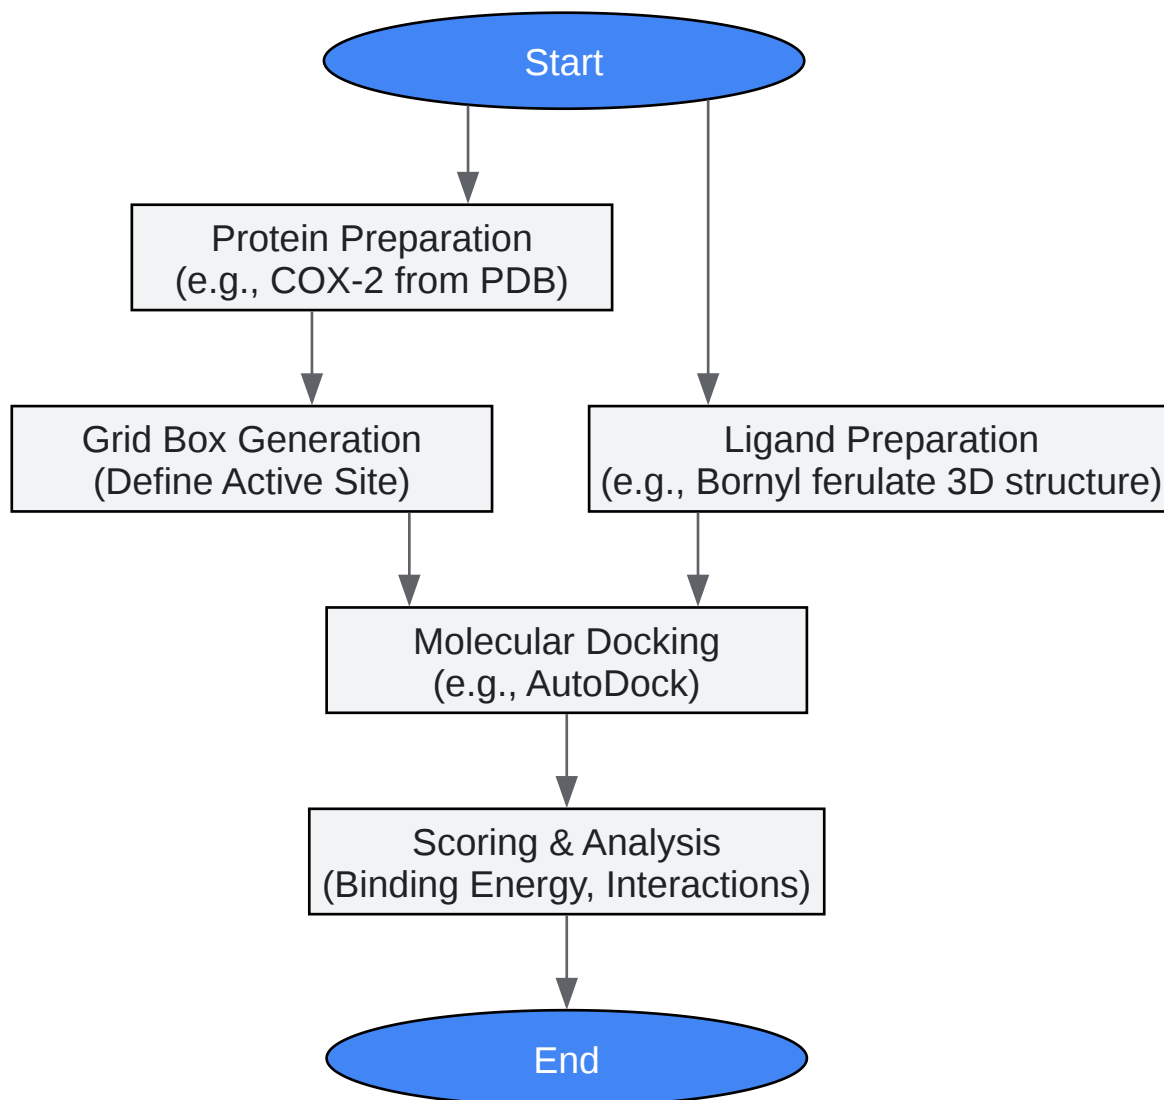 Start
Protein Preparation
(e.g., COX-2 from PDB)
Grid Box Generation
(Define Active Site)
Ligand Preparation
(e.g., Bornyl ferulate 3D structure)
Molecular Docking
(e.g., AutoDock)
Scoring & Analysis
(Binding Energy, Interactions)
End